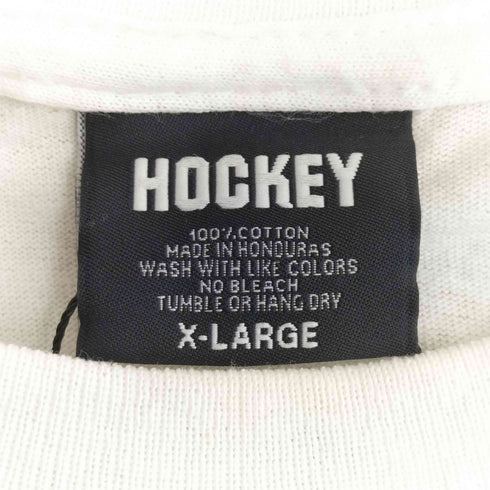 HOCKEY
100% COTTON
MADE IN HONDURAS
WASH WITH LIKE COLORS
NO BLEACH
TUMBLE OR HANG DRY
X-LARGE